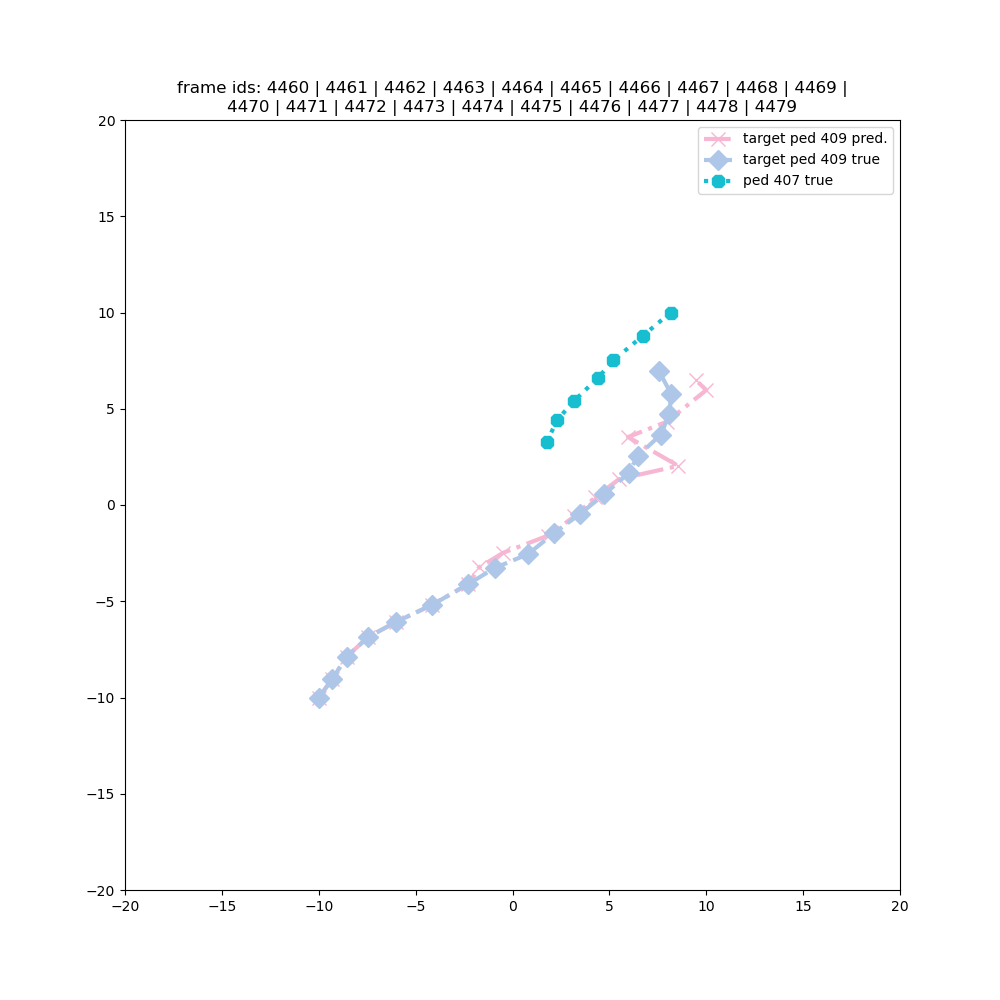 frame ids: 4460 | 4461 | 4462 | 4463 | 4464 | 4465 | 4466 | 4467 | 4468 | 4469 |
4470 | 4471 | 4472 | 4473 | 4474 | 4475 | 4476 | 4477 | 4478 | 4479
target ped 409 pred.
target ped 409 true
ped 407 true
20
15
10
5
0
−5
−10
−15
−20
−20 −15 −10 −5 0 5 10 15 20